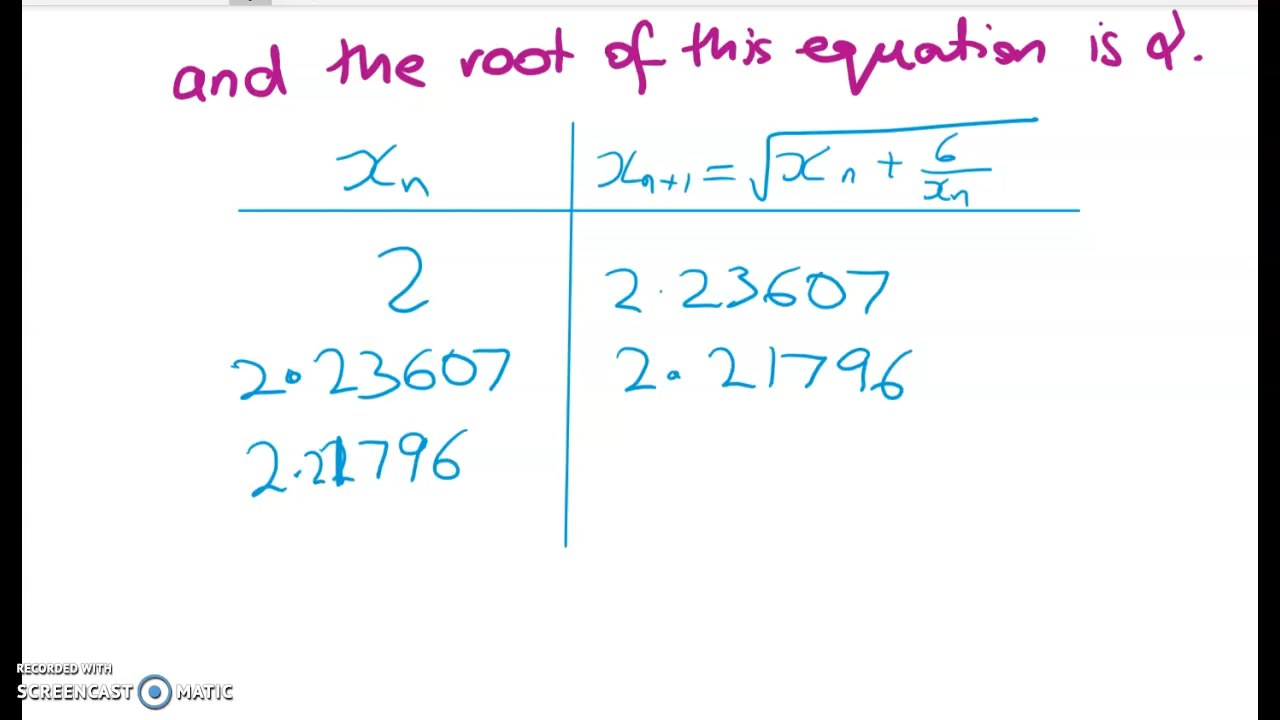 and the root of this equation is α.
xₙ xₙ₊₁ = √(xₙ + 6/xₙ)
2 2.23607
2.23607 2.21796
2.21796
RECORDED WITH
SCREENCAST MATIC